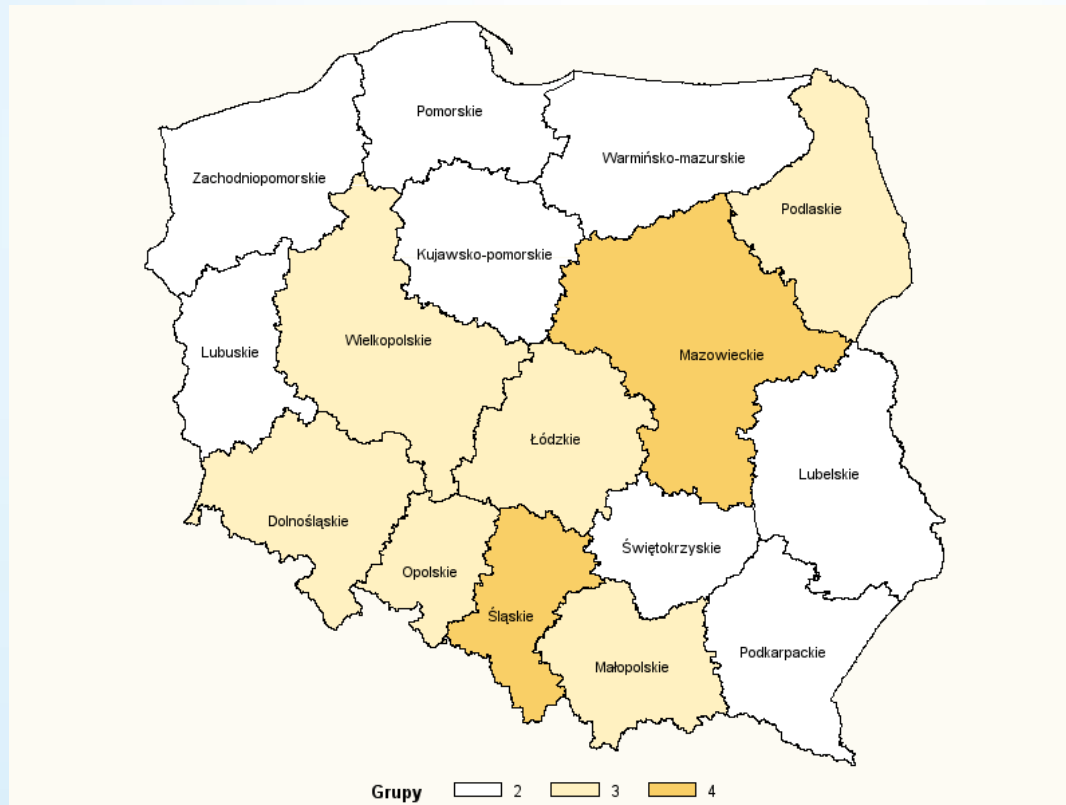 Pomorskie
Warmińsko-mazurskie
Zachodniopomorskie
Podlaskie
Kujawsko-pomorskie
Wielkopolskie
Lubuskie
Mazowieckie
Łódzkie
Lubelskie
Dolnośląskie
Świętokrzyskie
Opolskie
Śląskie
Podkarpackie
Małopolskie
Grupy 2 3 4